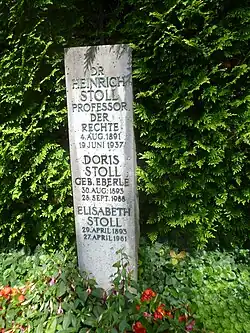 DR
HEINRICH
STOLL
PROFESSOR
DER
RECHTE
4. AUG. 1891
19 JUNI 1937.
DORIS
STOLL
GEB. EBERLE
30. AUG. 1893
28. SEPT. 1988
ELISABETH
STOLL
29. APRIL 1893
27. APRIL 1981